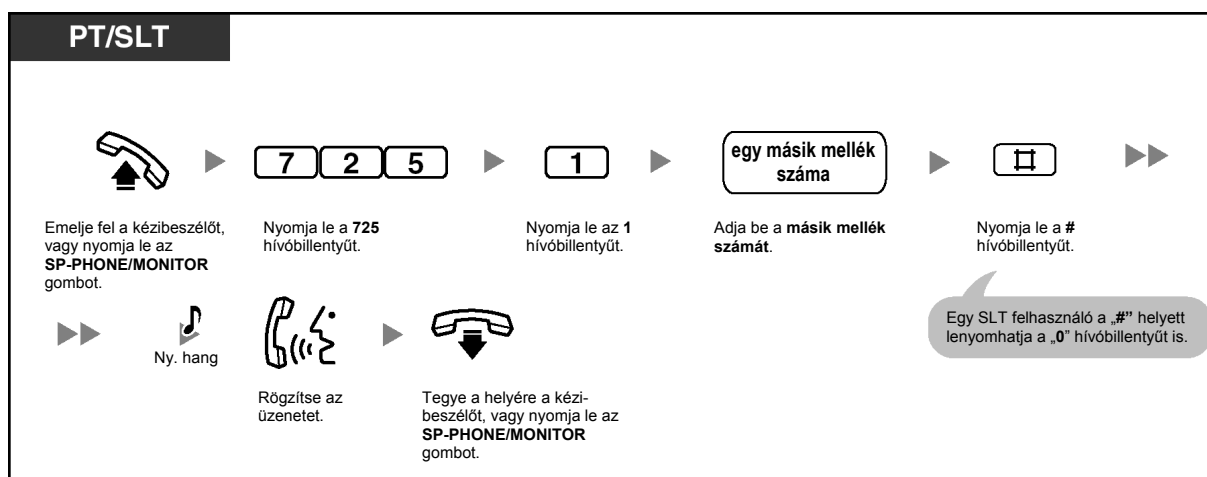 PT/SLT
7 2 5
1
egy másik mellék
száma
#
Emelje fel a kézibeszélőt,
vagy nyomja le az
SP-PHONE/MONITOR
gombot.
Nyomja le a 725
hívóbillentyűt.
Nyomja le az 1
hívóbillentyűt.
Adja be a másik mellék
számát.
Nyomja le a #
hívóbillentyűt.
Egy SLT felhasználó a „#” helyett
lenyomhatja a „0” hívóbillentyűt is.
Ny. hang
Rögzítse az
üzenetet.
Tegye a helyére a kézi-
beszélőt, vagy nyomja le az
SP-PHONE/MONITOR
gombot.